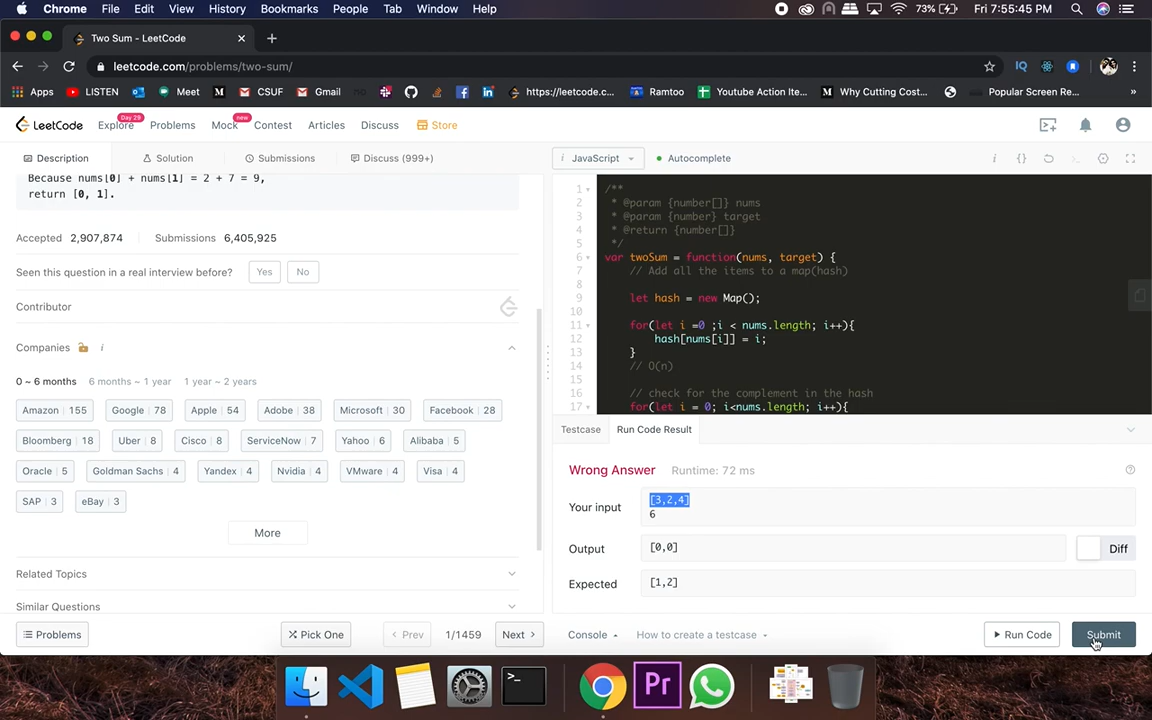 Chrome File Edit View History Bookmarks People Tab Window Help 73% Fri 7:55:45 PM
Two Sum - LeetCode
leetcode.com/problems/two-sum/
Apps LISTEN Meet M CSUF Gmail https://leetcode.c... Ramtoo Youtube Action Ite... Why Cutting Cost... Popular Screen Re... »
LeetCode Explore Day 29 Problems Mock new Contest Articles Discuss Store
Description Solution Submissions Discuss (999+)
i JavaScript Autocomplete
Because nums[0] + nums[1] = 2 + 7 = 9,
return [0, 1].
Accepted 2,907,874 Submissions 6,405,925
Seen this question in a real interview before? Yes No
Contributor
Companies i
0 ~ 6 months 6 months ~ 1 year 1 year ~ 2 years
Amazon | 155 Google | 78 Apple | 54 Adobe | 38 Microsoft | 30 Facebook | 28
Bloomberg | 18 Uber | 8 Cisco | 8 ServiceNow | 7 Yahoo | 6 Alibaba | 5
Oracle | 5 Goldman Sachs | 4 Yandex | 4 Nvidia | 4 VMware | 4 Visa | 4
SAP | 3 eBay | 3
More
Related Topics
Similar Questions
Problems Pick One < Prev 1/1459 Next >
1 /**
2 * @param {number[]} nums
3 * @param {number} target
4 * @return {number[]}
5 */
6 var twoSum = function(nums, target) {
7 // Add all the items to a map(hash)
8
9 let hash = new Map();
10
11 for(let i =0 ;i < nums.length; i++){
12 hash[nums[i]] = i;
13 }
14 // O(n)
15
16 // check for the complement in the hash
17 for(let i = 0; i<nums.length; i++){
Testcase Run Code Result
Wrong Answer Runtime: 72 ms
Your input [3,2,4]
6
Output [0,0] Diff
Expected [1,2]
Console How to create a testcase Run Code Submit
Pr